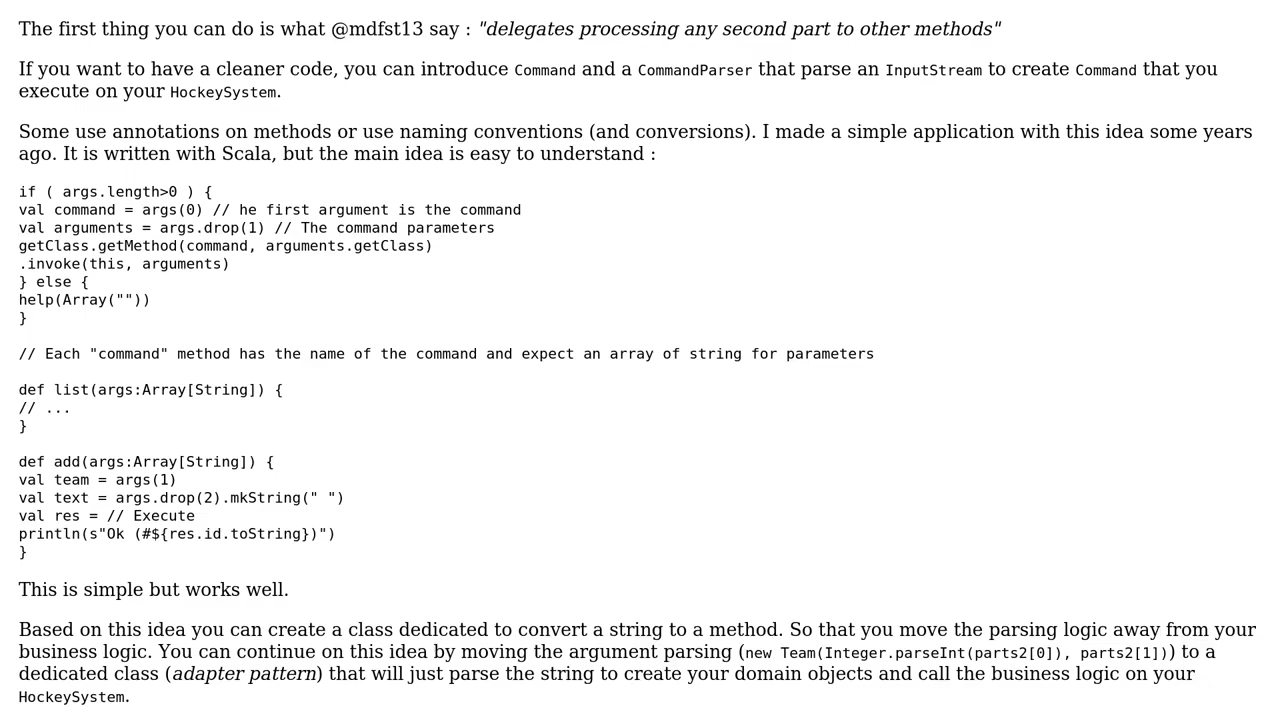 The first thing you can do is what @mdfst13 say : "delegates processing any second part to other methods"
If you want to have a cleaner code, you can introduce Command and a CommandParser that parse an InputStream to create Command that you
execute on your HockeySystem.
Some use annotations on methods or use naming conventions (and conversions). I made a simple application with this idea some years
ago. It is written with Scala, but the main idea is easy to understand :
if ( args.length>0 ) {
val command = args(0) // he first argument is the command
val arguments = args.drop(1) // The command parameters
getClass.getMethod(command, arguments.getClass)
.invoke(this, arguments)
} else {
help(Array(""))
}
// Each "command" method has the name of the command and expect an array of string for parameters
def list(args:Array[String]) {
// ...
}
def add(args:Array[String]) {
val team = args(1)
val text = args.drop(2).mkString(" ")
val res = // Execute
println(s"Ok (#${res.id.toString})")
}
This is simple but works well.
Based on this idea you can create a class dedicated to convert a string to a method. So that you move the parsing logic away from your
business logic. You can continue on this idea by moving the argument parsing (new Team(Integer.parseInt(parts2[0]), parts2[1])) to a
dedicated class (adapter pattern) that will just parse the string to create your domain objects and call the business logic on your
HockeySystem.